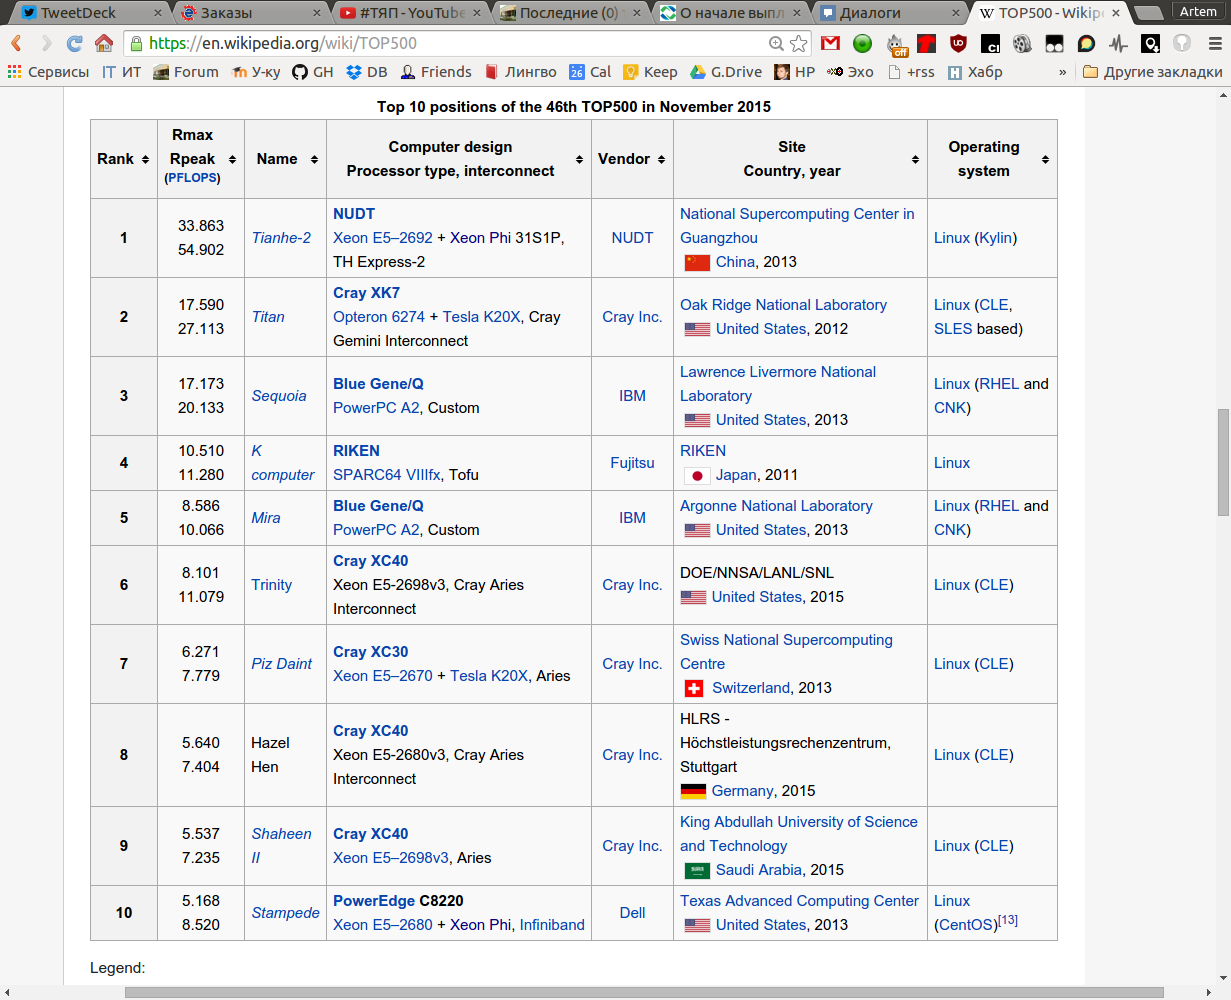 TweetDeck
Заказы
#ТЯП - YouTube
Последние (0)
О начале выпл
Диалоги
TOP500 - Wikipe
Artem
https://en.wikipedia.org/wiki/TOP500
off
CI
Сервисы
IT ИТ
Forum
У-ку
GH
DB
Friends
Лингво
26 Cal
Keep
G.Drive
HP
Эхо
+rss
Хабр
»
Другие закладки
Top 10 positions of the 46th TOP500 in November 2015
Rank
Rmax
Rpeak
(PFLOPS)
Name
Computer design
Processor type, interconnect
Vendor
Site
Country, year
Operating
system
1
33.863
54.902
Tianhe-2
NUDT
Xeon E5–2692 + Xeon Phi 31S1P,
TH Express-2
NUDT
National Supercomputing Center in
Guangzhou
China, 2013
Linux (Kylin)
2
17.590
27.113
Titan
Cray XK7
Opteron 6274 + Tesla K20X, Cray
Gemini Interconnect
Cray Inc.
Oak Ridge National Laboratory
United States, 2012
Linux (CLE,
SLES based)
3
17.173
20.133
Sequoia
Blue Gene/Q
PowerPC A2, Custom
IBM
Lawrence Livermore National
Laboratory
United States, 2013
Linux (RHEL and
CNK)
4
10.510
11.280
K
computer
RIKEN
SPARC64 VIIIfx, Tofu
Fujitsu
RIKEN
Japan, 2011
Linux
5
8.586
10.066
Mira
Blue Gene/Q
PowerPC A2, Custom
IBM
Argonne National Laboratory
United States, 2013
Linux (RHEL and
CNK)
6
8.101
11.079
Trinity
Cray XC40
Xeon E5-2698v3, Cray Aries
Interconnect
Cray Inc.
DOE/NNSA/LANL/SNL
United States, 2015
Linux (CLE)
7
6.271
7.779
Piz Daint
Cray XC30
Xeon E5–2670 + Tesla K20X, Aries
Cray Inc.
Swiss National Supercomputing
Centre
Switzerland, 2013
Linux (CLE)
8
5.640
7.404
Hazel
Hen
Cray XC40
Xeon E5-2680v3, Cray Aries
Interconnect
Cray Inc.
HLRS -
Höchstleistungsrechenzentrum,
Stuttgart
Germany, 2015
Linux (CLE)
9
5.537
7.235
Shaheen
II
Cray XC40
Xeon E5–2698v3, Aries
Cray Inc.
King Abdullah University of Science
and Technology
Saudi Arabia, 2015
Linux (CLE)
10
5.168
8.520
Stampede
PowerEdge C8220
Xeon E5–2680 + Xeon Phi, Infiniband
Dell
Texas Advanced Computing Center
United States, 2013
Linux
(CentOS)[13]
Legend: